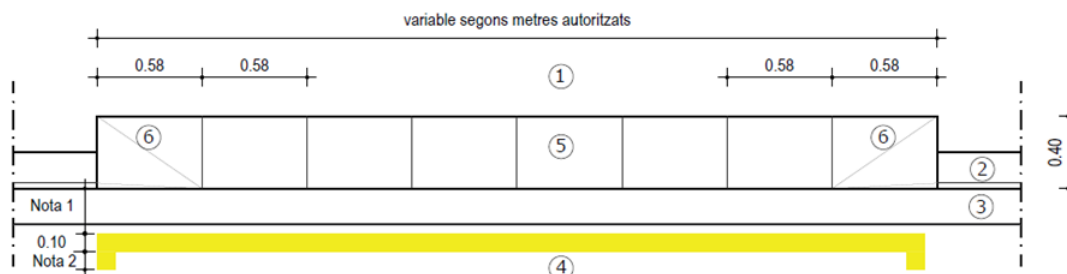 variable segons metres autoritzats
0.58 0.58 1 0.58 0.58
6 5 6
2 0.40
Nota 1 3
0.10
Nota 2 4